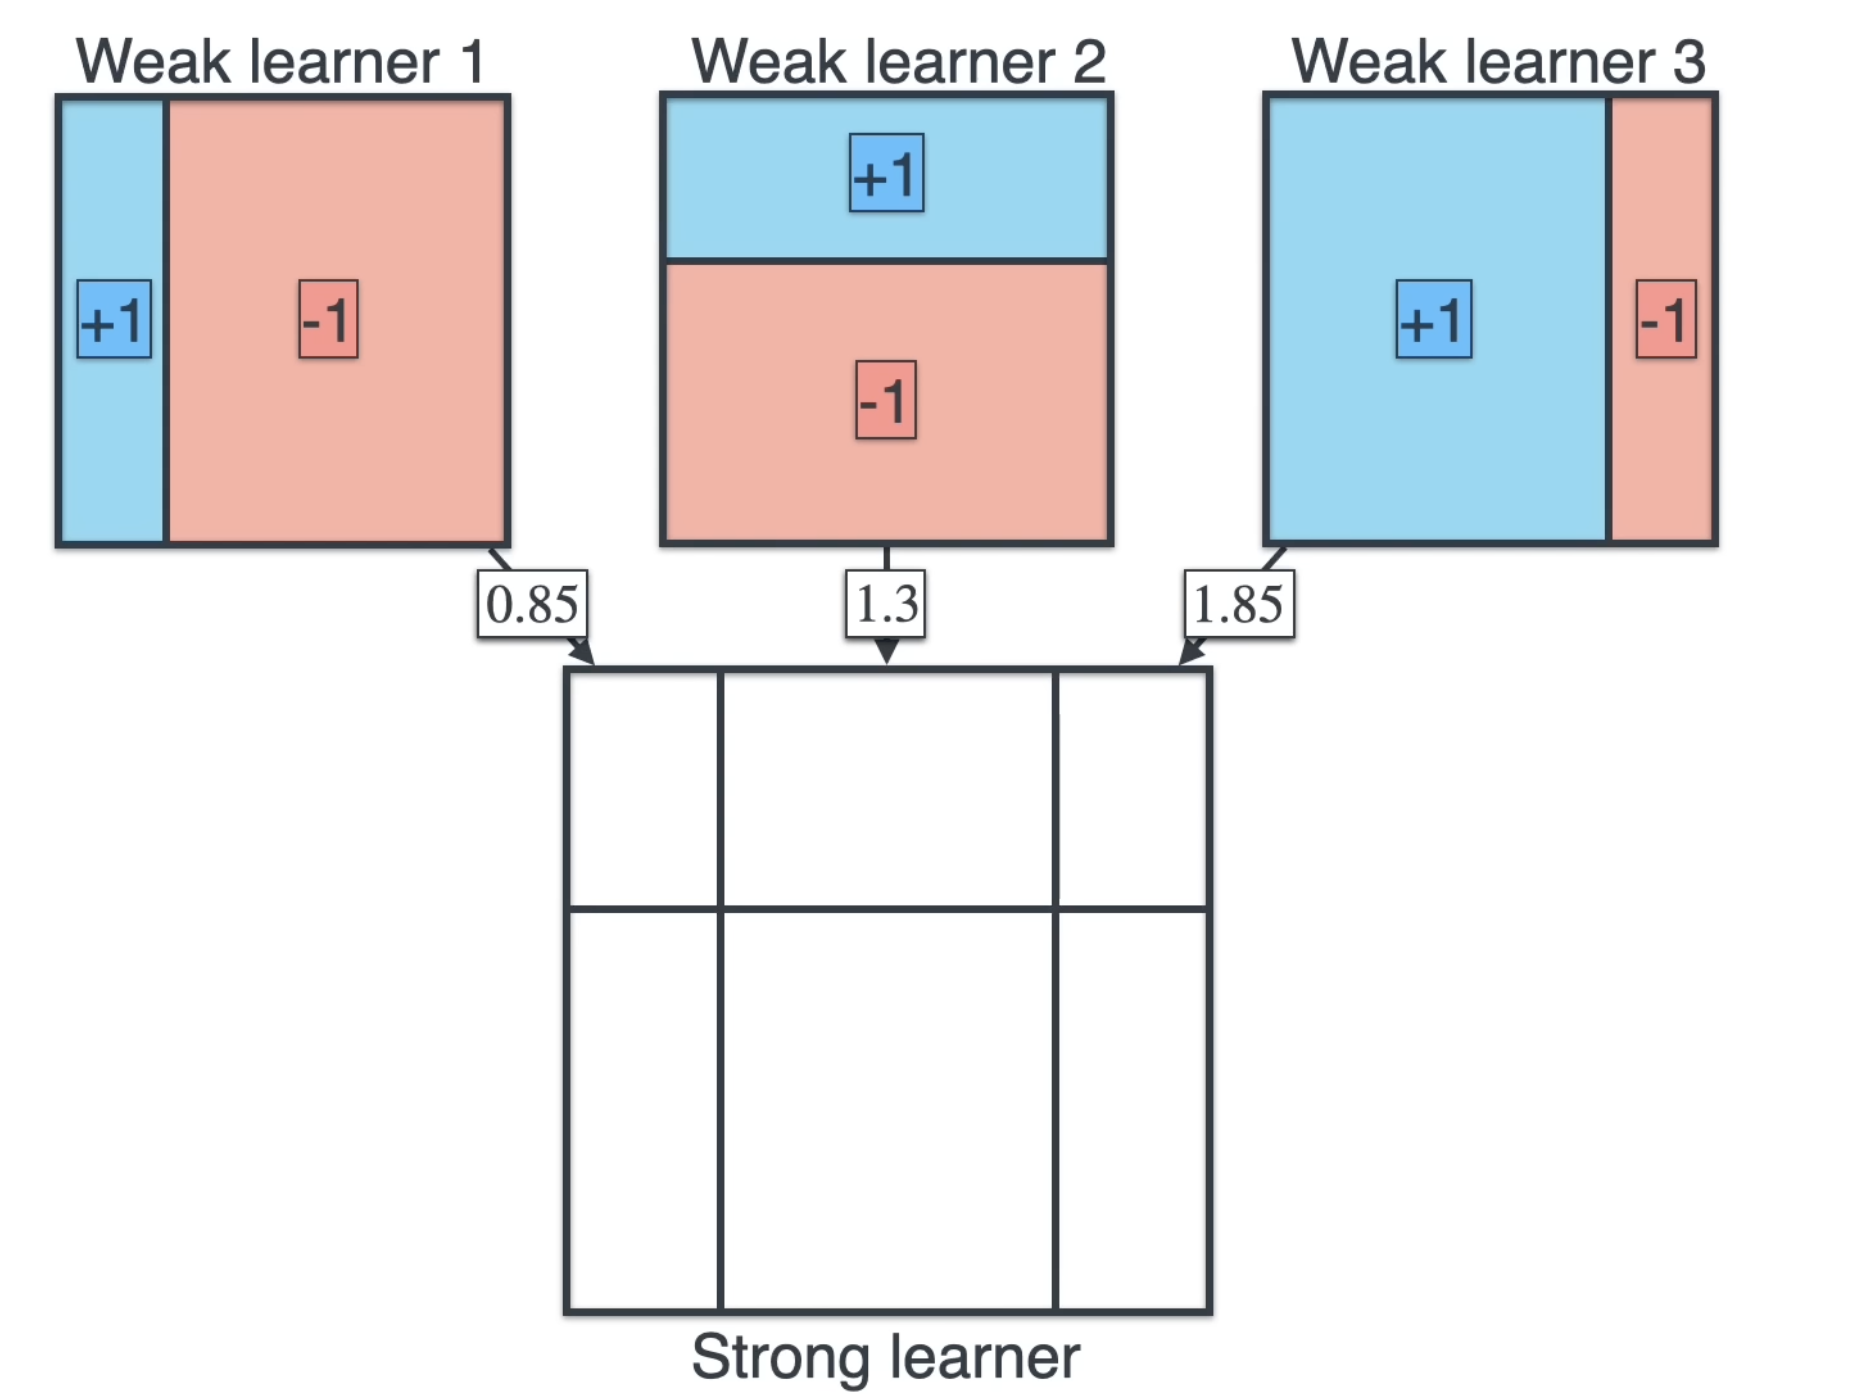 Weak learner 1
Weak learner 2
Weak learner 3
+1
-1
+1
-1
+1
-1
0.85
1.3
1.85
Strong learner